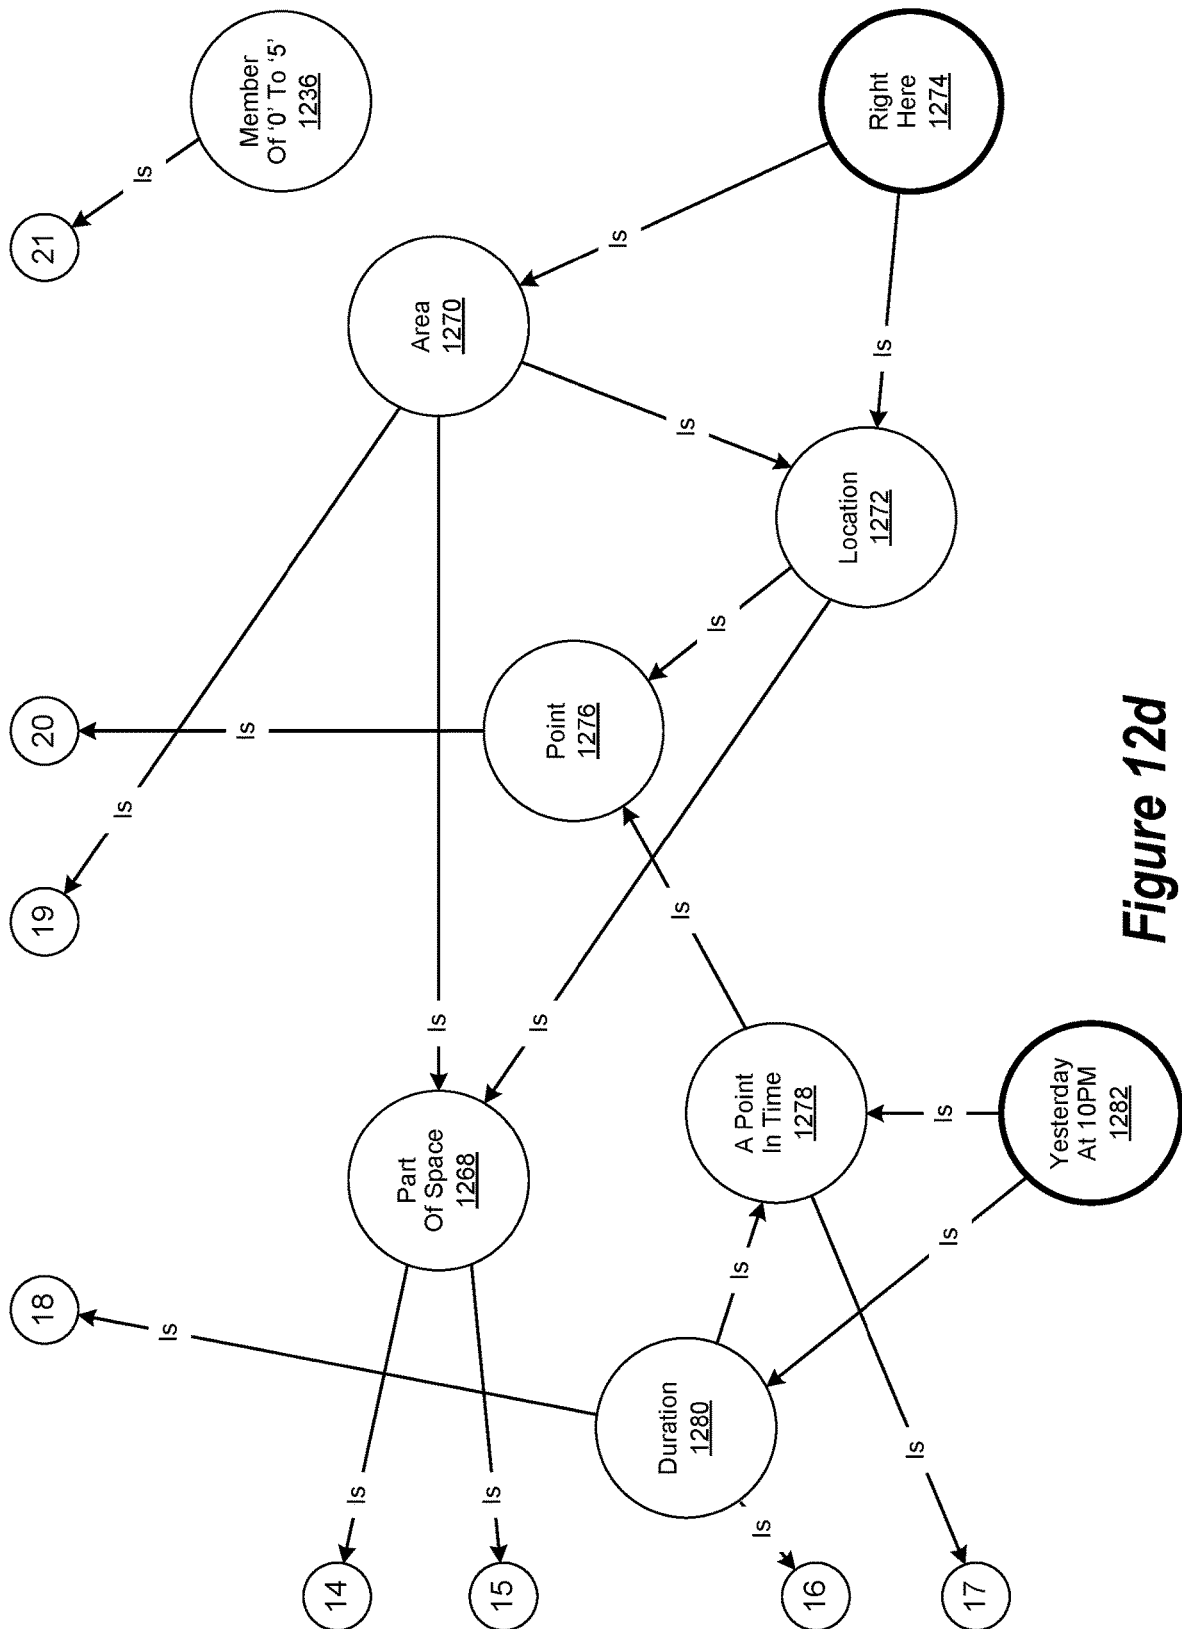 18
19
20
21
Is
Is
Is
Is
Member
Of '0' To '5'
1236
14
Is
Part
Of Space
1268
Is
Area
1270
15
Is
Is
Is
Point
1276
Is
Is
Is
Duration
1280
Is
A Point
In Time
1278
Is
16
Location
1272
Is
Right
Here
1274
Is
17
Is
Is
Yesterday
At 10PM
1282
Figure 12d